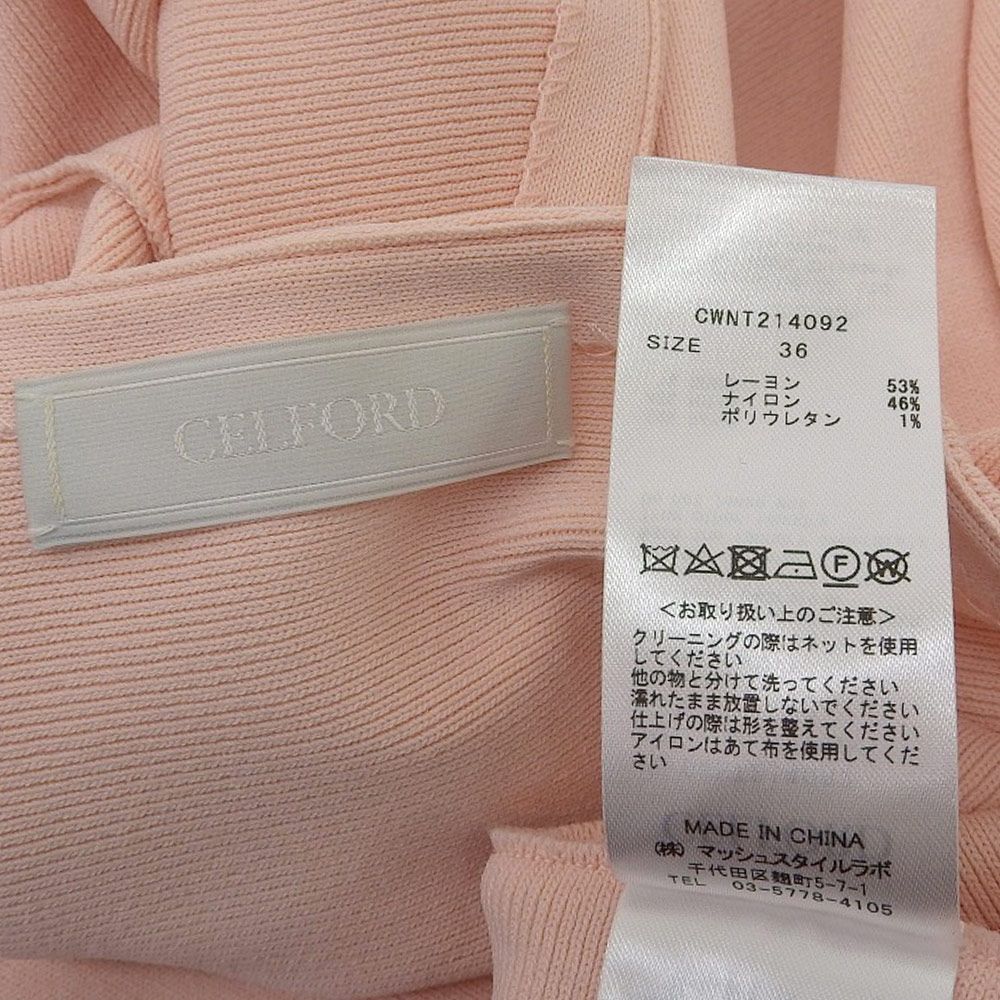 CELFORD
CWNT214092
SIZE 36
レーヨン 53%
ナイロン 46%
ポリウレタン 1%
F W
<お取り扱い上のご注意>
クリーニングの際はネットを使用
してください
他の物と分けて洗ってください
濡れたまま放置しないでください
仕上げの際は形を整えてください
アイロンはあて布を使用してくだ
さい
MADE IN CHINA
(株) マッシュスタイルラボ
千代田区麹町5-7-1
TEL 03-5778-4105